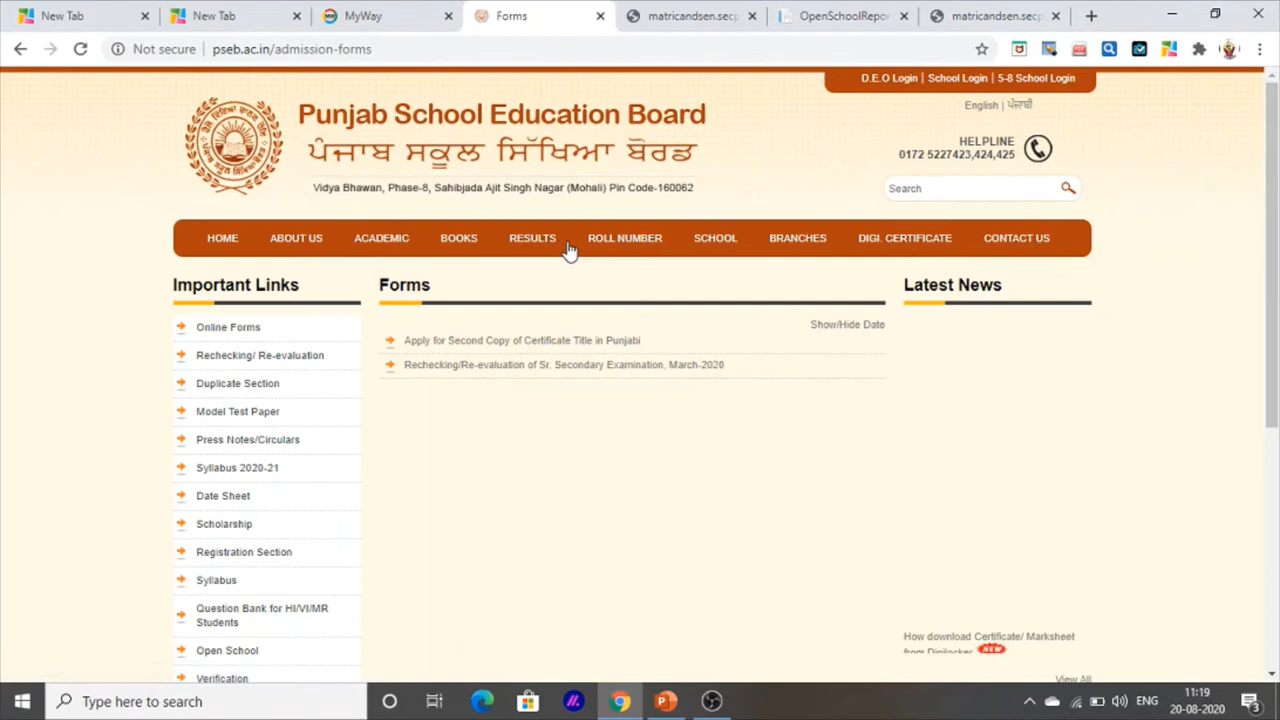 New Tab
New Tab
MyWay
Forms
matricandsen.sec
OpenSchoolRepor
matricandsen.sec
Not secure | pseb.ac.in/admission-forms
D.E.O Login | School Login | 5-8 School Login
English | ਪੰਜਾਬੀ
Punjab School Education Board
ਪੰਜਾਬ ਸਕੂਲ ਸਿੱਖਿਆ ਬੋਰਡ
Vidya Bhawan, Phase-8, Sahibjada Ajit Singh Nagar (Mohali) Pin Code-160062
HELPLINE
0172 5227423,424,425
Search
HOME ABOUT US ACADEMIC BOOKS RESULTS ROLL NUMBER SCHOOL BRANCHES DIGI. CERTIFICATE CONTACT US
Important Links
Online Forms
Rechecking/ Re-evaluation
Duplicate Section
Model Test Paper
Press Notes/Circulars
Syllabus 2020-21
Date Sheet
Scholarship
Registration Section
Syllabus
Question Bank for HI/VI/MR
Students
Open School
Verification
Forms
Show/Hide Date
Apply for Second Copy of Certificate Title in Punjabi
Rechecking/Re-evaluation of Sr. Secondary Examination, March-2020
Latest News
How download Certificate/ Marksheet
from Digilocker NEW
View All
Type here to search
ENG
11:19
20-08-2020
3